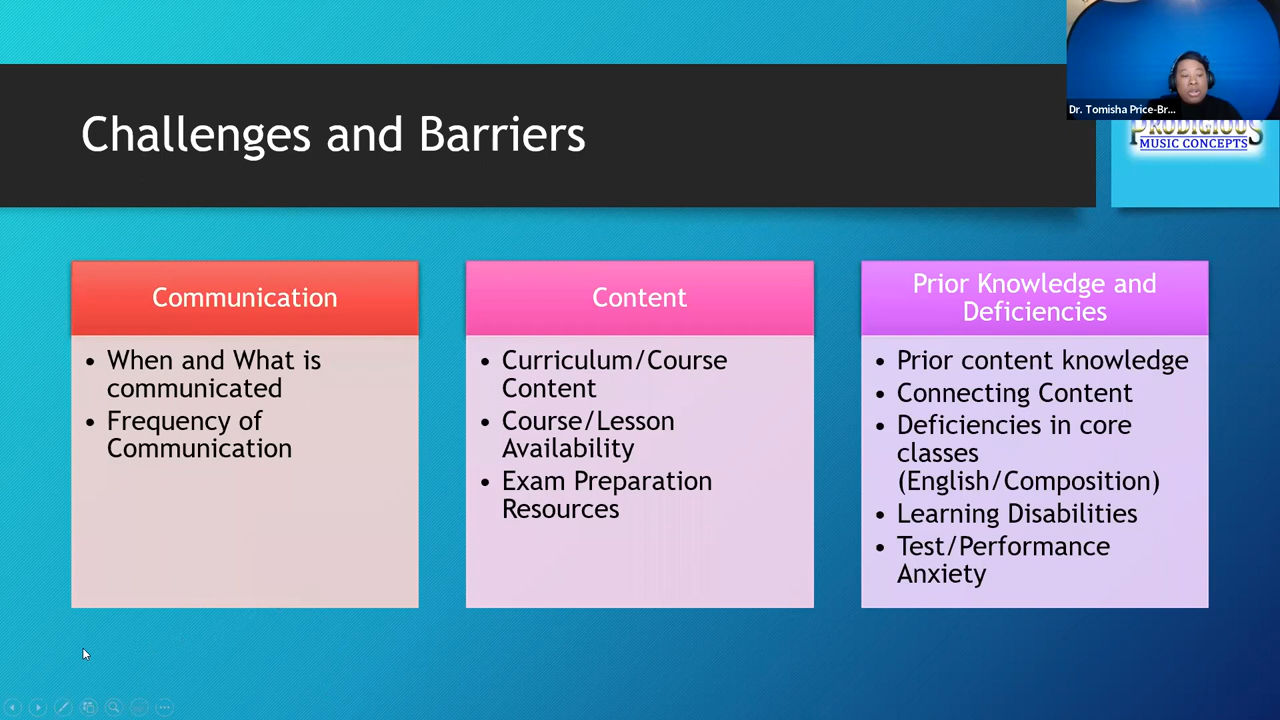 Challenges and Barriers
Dr. Tomisha Price-Br...
PRODIGIOUS
MUSIC CONCEPTS
Communication
• When and What is
communicated
• Frequency of
Communication
Content
• Curriculum/Course
Content
• Course/Lesson
Availability
• Exam Preparation
Resources
Prior Knowledge and
Deficiencies
• Prior content knowledge
• Connecting Content
• Deficiencies in core
classes
(English/Composition)
• Learning Disabilities
• Test/Performance
Anxiety